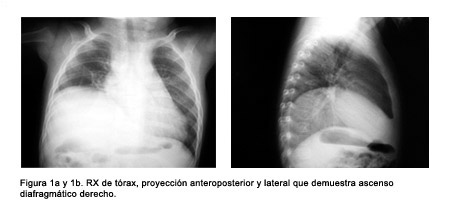 Figura 1a y 1b. RX de tórax, proyección anteroposterior y lateral que demuestra ascenso
diafragmático derecho.